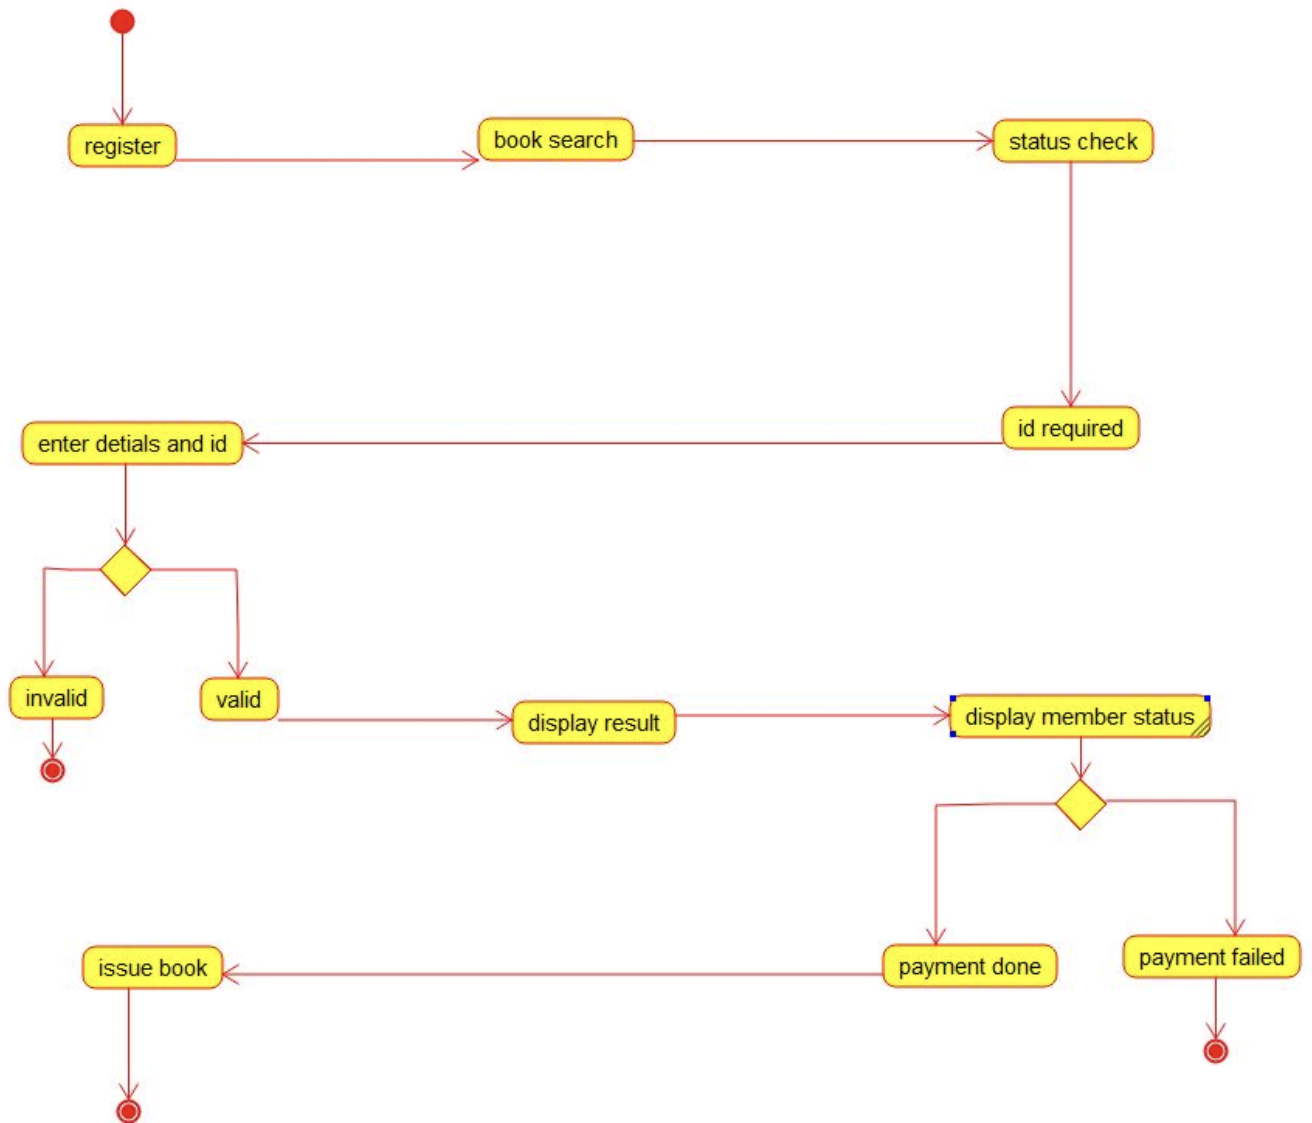 register
book search
status check
id required
enter detials and id
invalid
valid
display result
display member status
payment done
payment failed
issue book